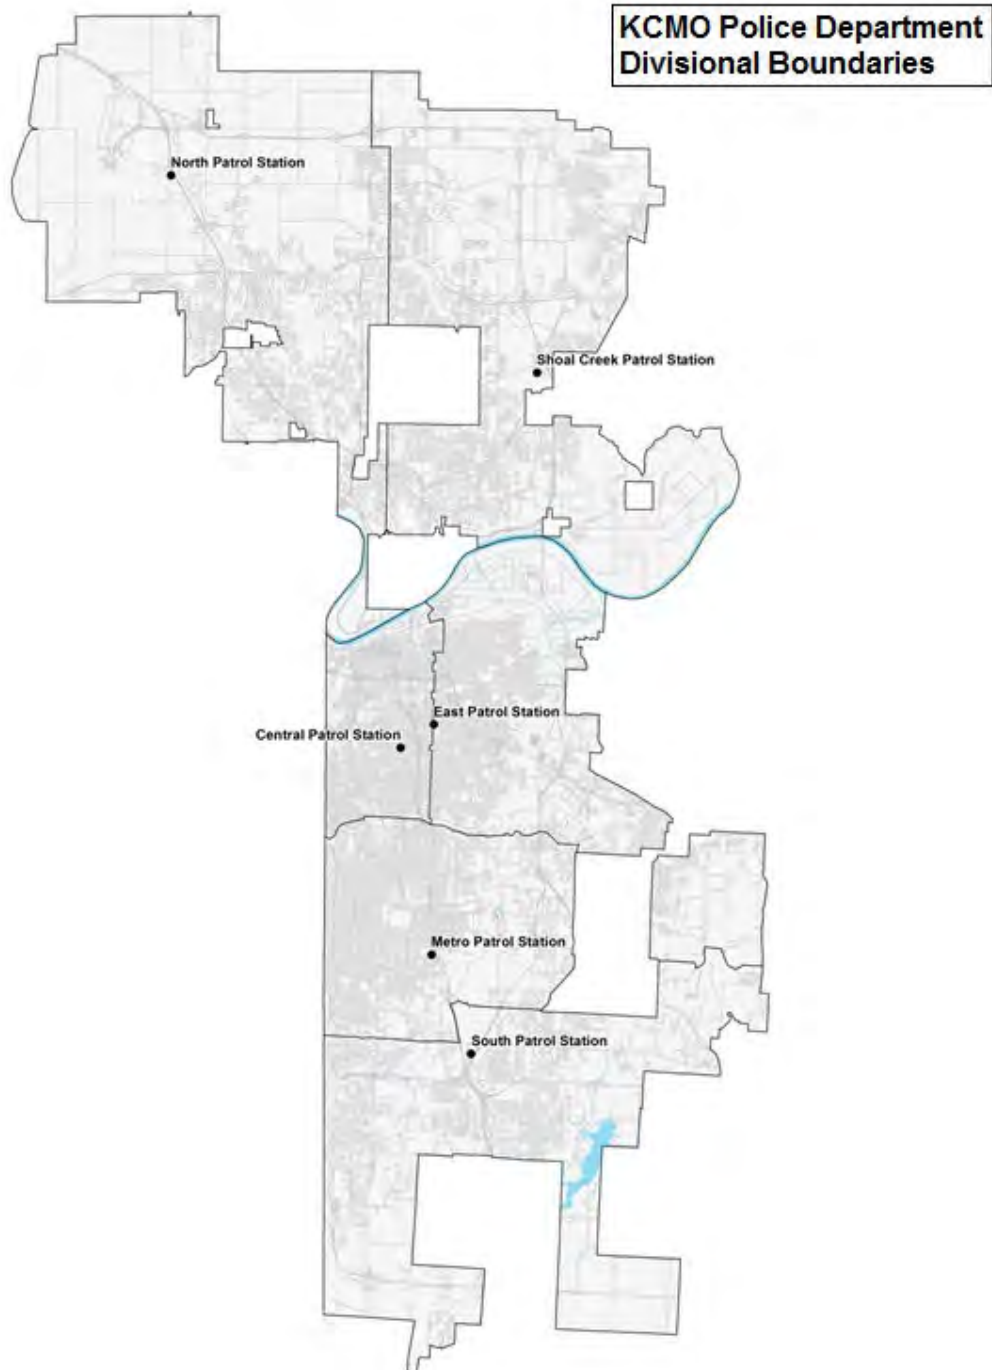 KCMO Police Department
Divisional Boundaries
North Patrol Station
Shoal Creek Patrol Station
East Patrol Station
Central Patrol Station
Metro Patrol Station
South Patrol Station